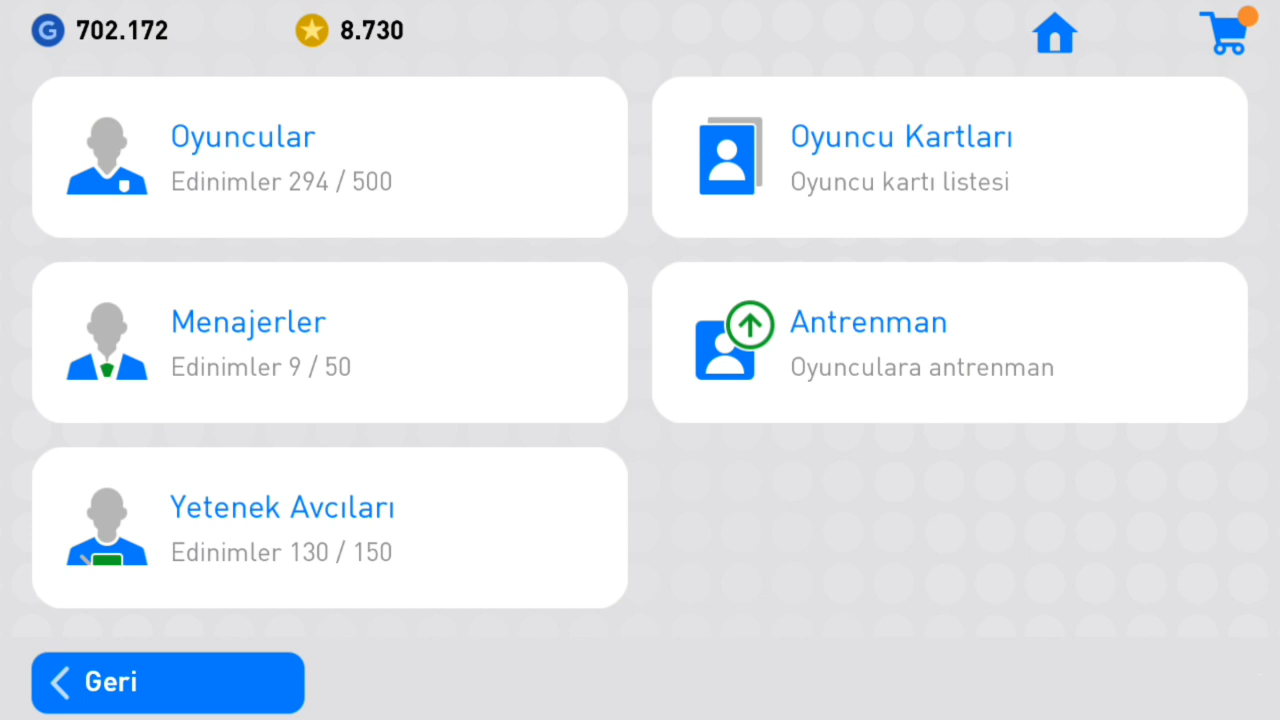 G 702.172
8.730
Oyuncular
Edinimler 294 / 500
Oyuncu Kartları
Oyuncu kartı listesi
Menajerler
Edinimler 9 / 50
Antrenman
Oyunculara antrenman
Yetenek Avcıları
Edinimler 130 / 150
Geri